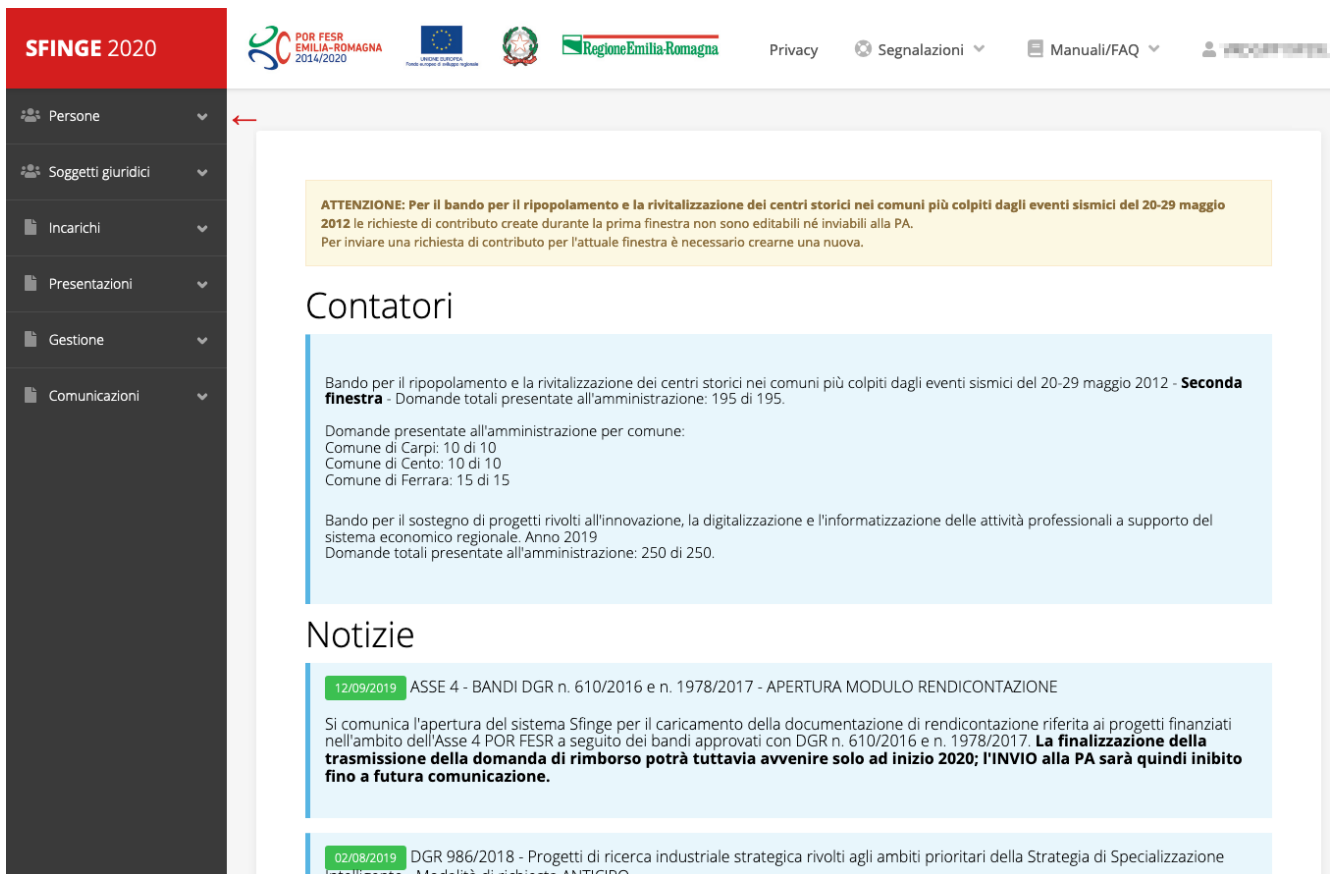 SFINGE 2020
POR FESR
EMILIA-ROMAGNA
2014/2020
UNIONE EUROPEA
Fondo europeo di sviluppo regionale
RegioneEmilia-Romagna
Privacy
Segnalazioni
Manuali/FAQ
Persone
Soggetti giuridici
Incarichi
Presentazioni
Gestione
Comunicazioni
ATTENZIONE: Per il bando per il ripopolamento e la rivitalizzazione dei centri storici nei comuni più colpiti dagli eventi sismici del 20-29 maggio
2012 le richieste di contributo create durante la prima finestra non sono editabili né inviabili alla PA.
Per inviare una richiesta di contributo per l'attuale finestra è necessario crearne una nuova.
Contatori
Bando per il ripopolamento e la rivitalizzazione dei centri storici nei comuni più colpiti dagli eventi sismici del 20-29 maggio 2012 - Seconda
finestra - Domande totali presentate all'amministrazione: 195 di 195.
Domande presentate all'amministrazione per comune:
Comune di Carpi: 10 di 10
Comune di Cento: 10 di 10
Comune di Ferrara: 15 di 15
Bando per il sostegno di progetti rivolti all'innovazione, la digitalizzazione e l'informatizzazione delle attività professionali a supporto del
sistema economico regionale. Anno 2019
Domande totali presentate all'amministrazione: 250 di 250.
Notizie
12/09/2019 ASSE 4 - BANDI DGR n. 610/2016 e n. 1978/2017 - APERTURA MODULO RENDICONTAZIONE
Si comunica l'apertura del sistema Sfinge per il caricamento della documentazione di rendicontazione riferita ai progetti finanziati
nell'ambito dell'Asse 4 POR FESR a seguito dei bandi approvati con DGR n. 610/2016 e n. 1978/2017. La finalizzazione della
trasmissione della domanda di rimborso potrà tuttavia avvenire solo ad inizio 2020; l'INVIO alla PA sarà quindi inibito
fino a futura comunicazione.
02/08/2019 DGR 986/2018 - Progetti di ricerca industriale strategica rivolti agli ambiti prioritari della Strategia di Specializzazione
Intelligente - Modalità di richiesta ANTICIPO